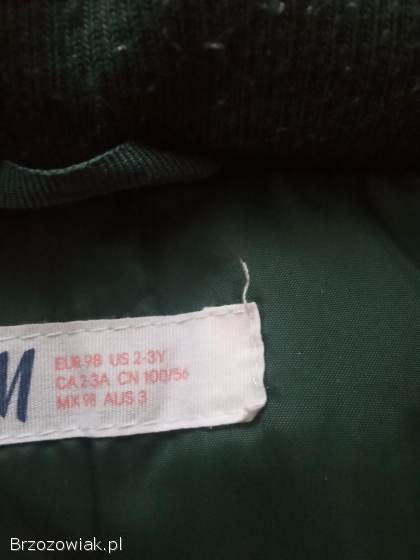 M
EUR 98 US 2-3Y
CA 2-3A CN 100/56
MX 98 AUS 3
Brzozowiak.pl